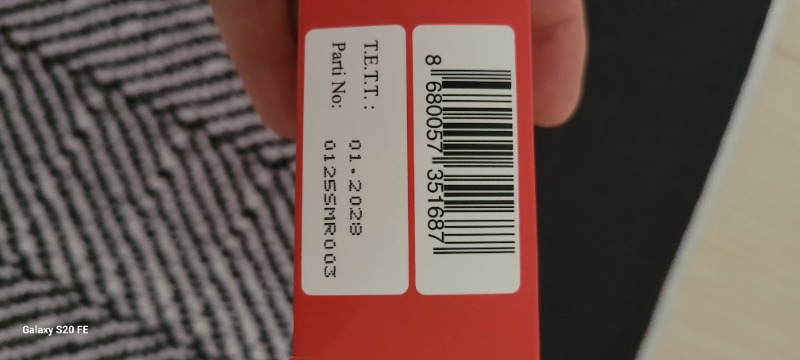 T.E.T.T. : 01.2028
Parti No: 0125SMR003
8 680057 351687
Galaxy S20 FE